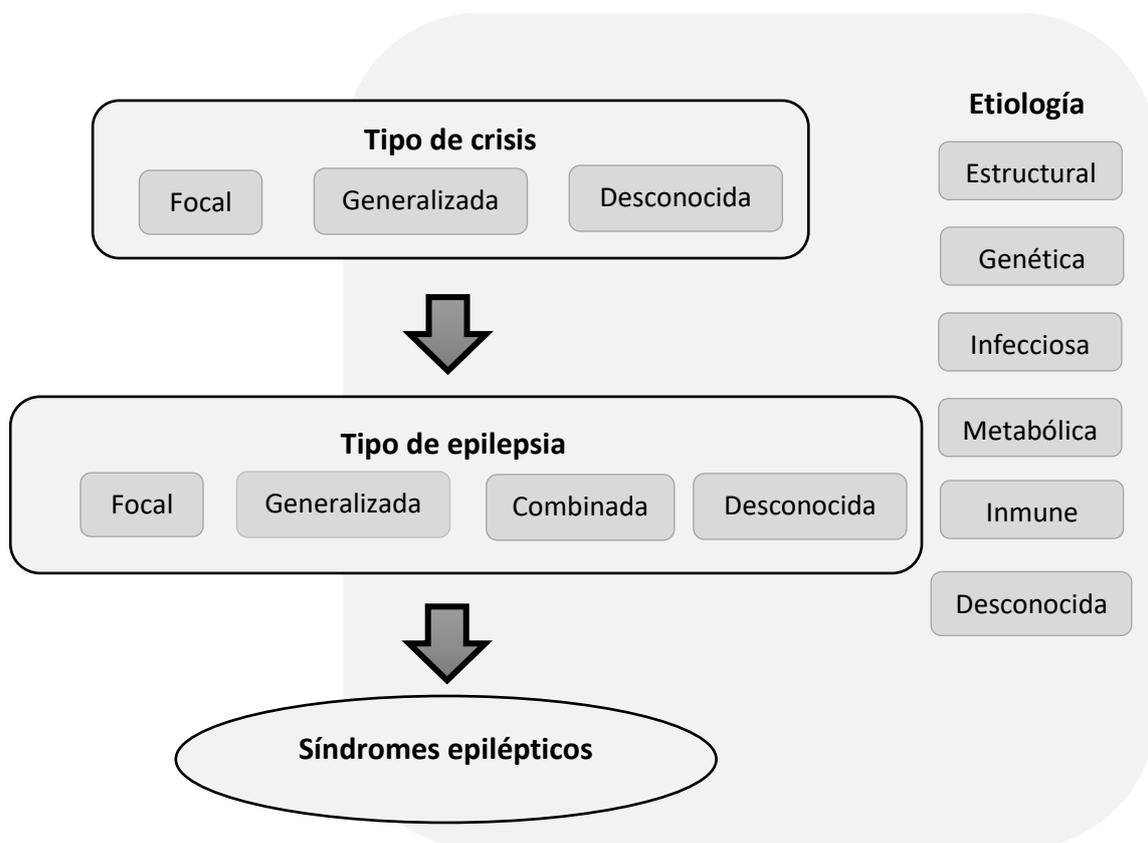 Tipo de crisis
Focal
Generalizada
Desconocida
Tipo de epilepsia
Focal
Generalizada
Combinada
Desconocida
Síndromes epilépticos
Etiología
Estructural
Genética
Infecciosa
Metabólica
Inmune
Desconocida